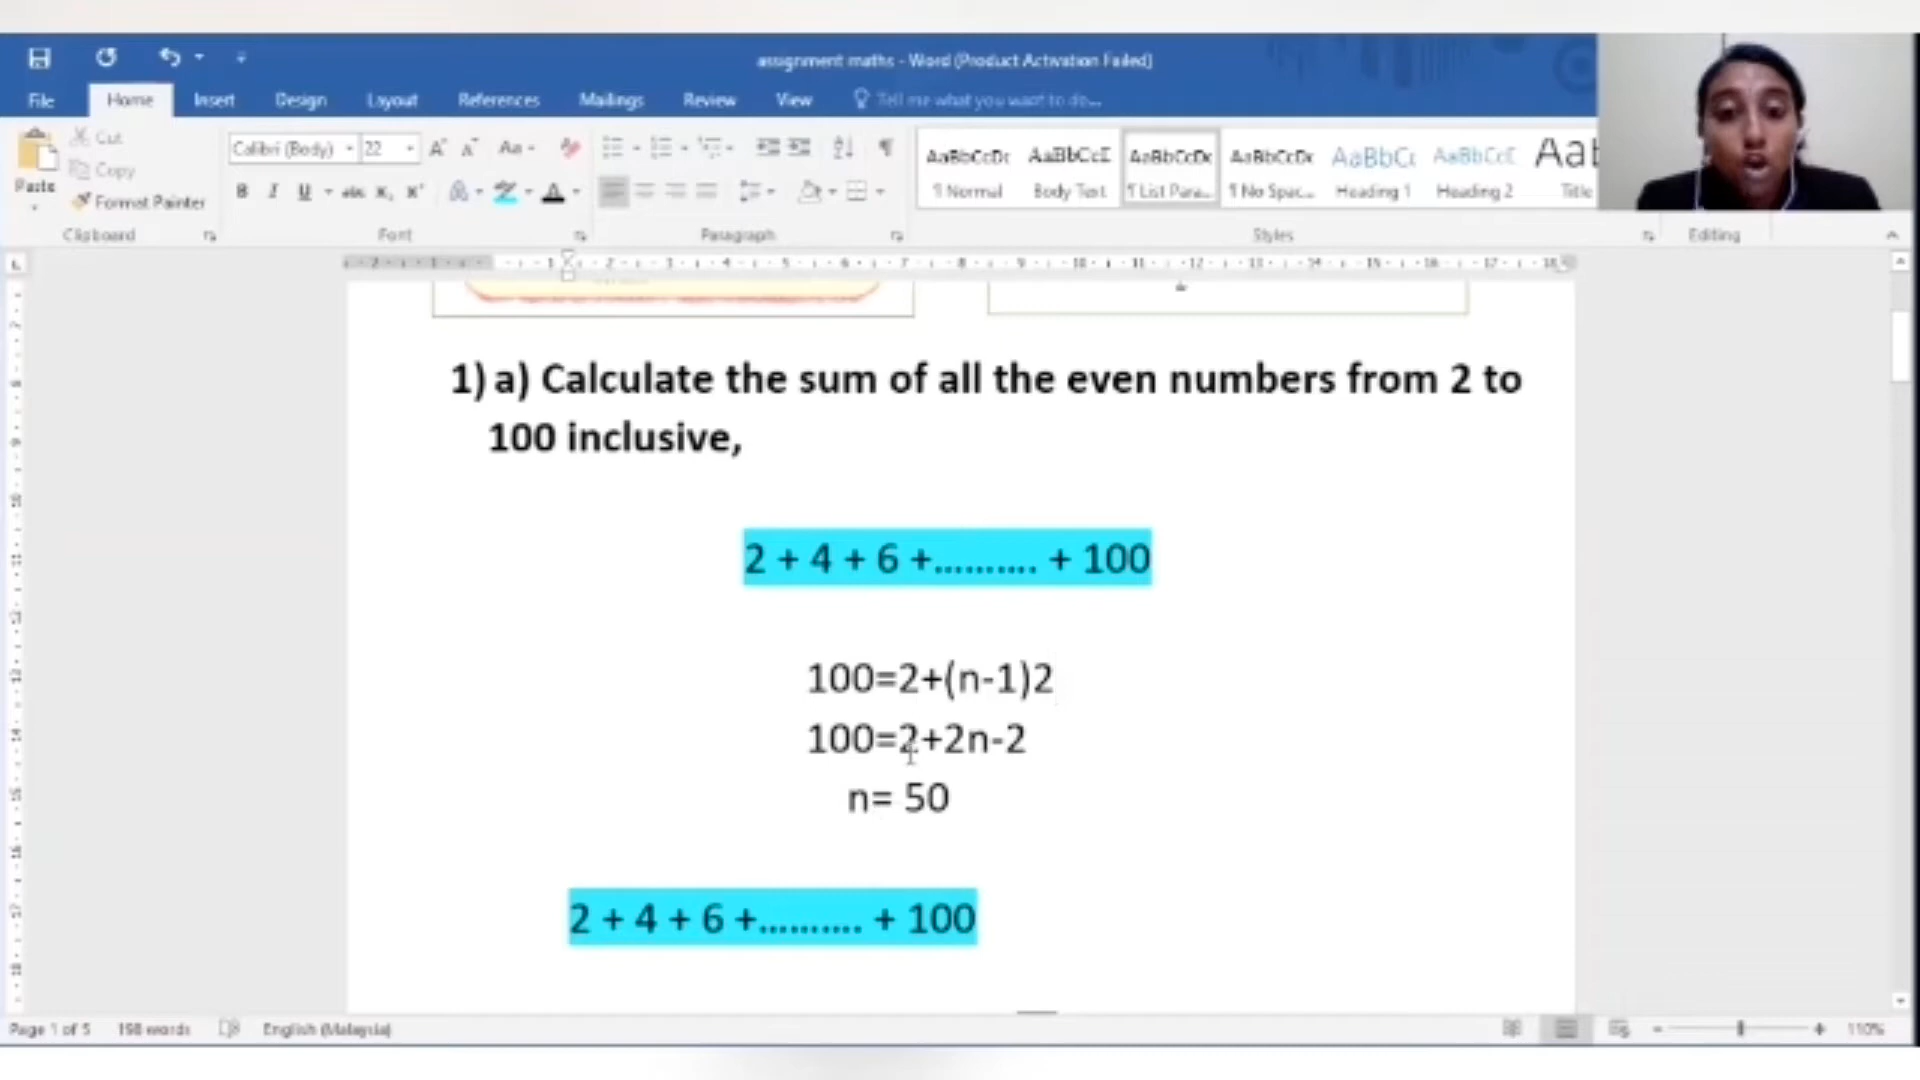 assignment maths - Word (Product Activation Failed)
File Home Insert Design Layout References Mailings Review View Tell me what you want to do...
Cut
Copy
Paste
Format Painter
Calibri (Body) 22
AaBbCcDc AaBbCcD AaBbCcDc AaBbCcDc AaBbCc AaBbCcD
¶ Normal Body Text ¶ List Para... ¶ No Spac... Heading 1 Heading 2 Title
Clipboard Font Paragraph Styles Editing
1) a) Calculate the sum of all the even numbers from 2 to
100 inclusive,
2 + 4 + 6 +.......... + 100
100=2+(n-1)2
100=2+2n-2
n= 50
2 + 4 + 6 +.......... + 100
Page 1 of 5 198 words English (Malaysia) 110%